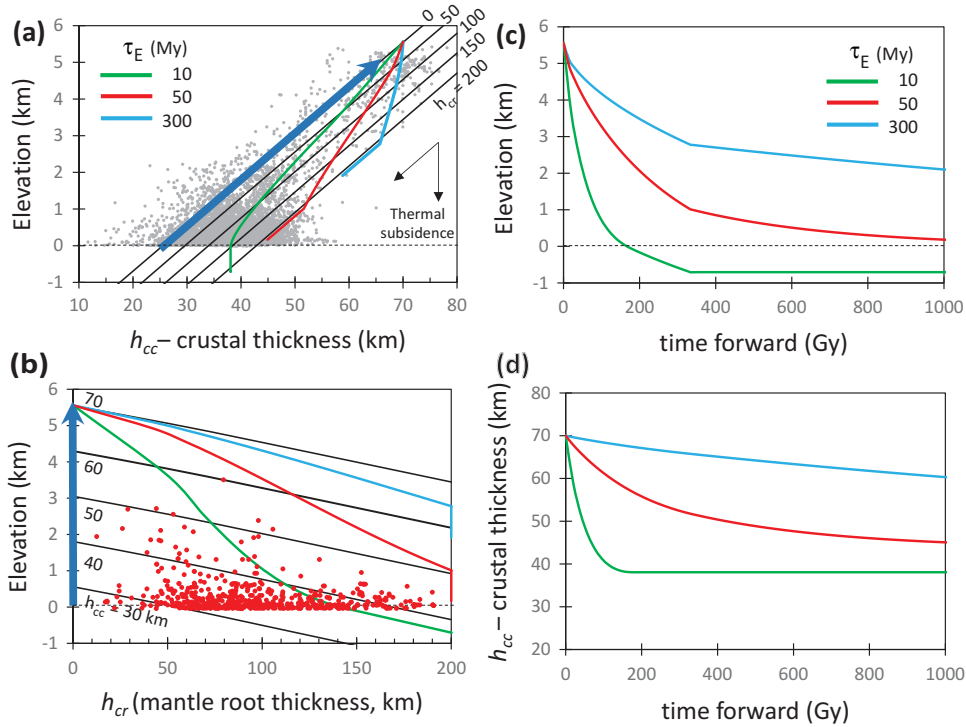 (a)
τE (My)
10
50
300
0
50
100
150
hcr = 200
Thermal
subsidence
Elevation (km)
6
5
4
3
2
1
0
-1
10 20 30 40 50 60 70 80
hcc – crustal thickness (km)
(c)
τE (My)
10
50
300
Elevation (km)
6
5
4
3
2
1
0
-1
0 200 400 600 800 1000
time forward (Gy)
(b)
70
60
50
40
hcc = 30 km
Elevation (km)
6
5
4
3
2
1
0
-1
0 50 100 150 200
hcr (mantle root thickness, km)
(d)
hcc – crustal thickness (km)
80
70
60
50
40
30
20
0 200 400 600 800 1000
time forward (Gy)